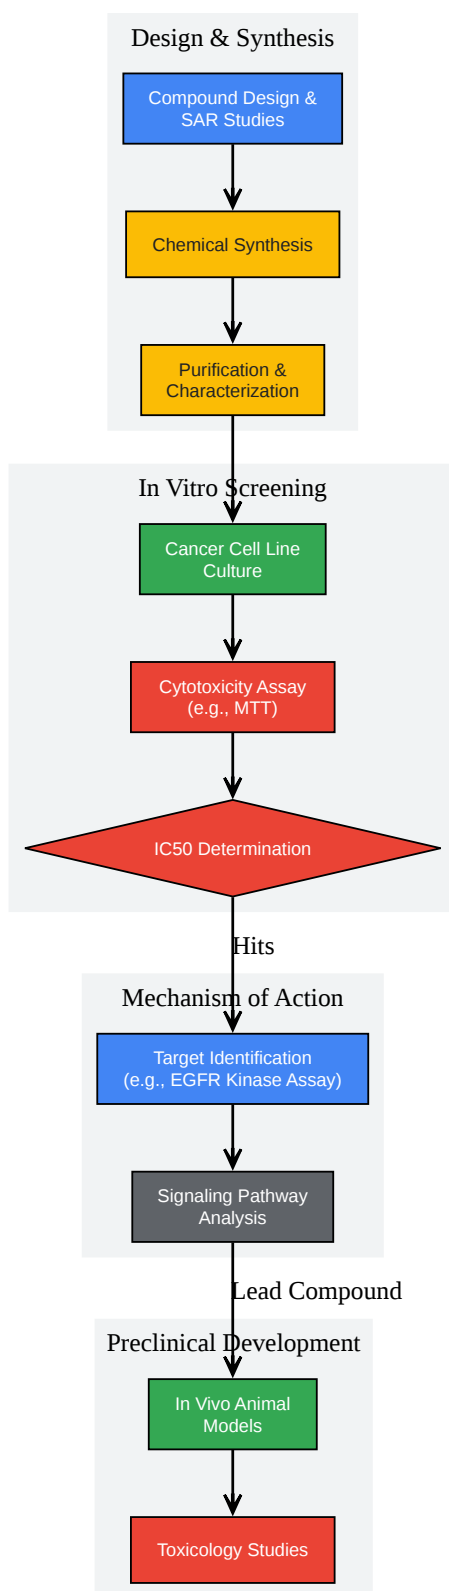 Design & Synthesis
Compound Design &
SAR Studies
Chemical Synthesis
Purification &
Characterization
In Vitro Screening
Cancer Cell Line
Culture
Cytotoxicity Assay
(e.g., MTT)
IC50 Determination
Hits
Mechanism of Action
Target Identification
(e.g., EGFR Kinase Assay)
Signaling Pathway
Analysis
Lead Compound
Preclinical Development
In Vivo Animal
Models
Toxicology Studies